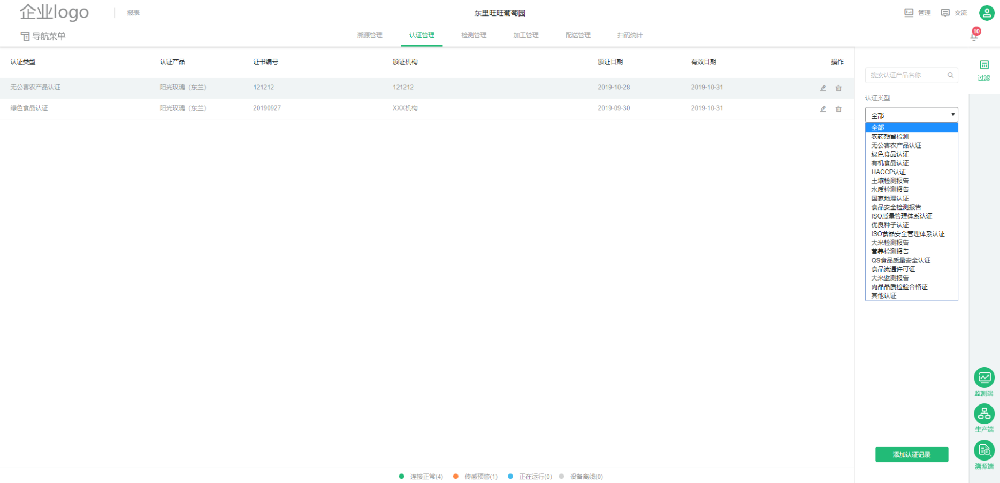 企业logo
报表
东里旺旺葡萄园
管理
交流
导航菜单
溯源管理
认证管理
检测管理
加工管理
配送管理
扫码统计
10
认证类型
认证产品
证书编号
颁证机构
颁证日期
有效日期
操作
无公害农产品认证
阳光玫瑰（东兰）
121212
121212
2019-10-28
2019-10-31
绿色食品认证
阳光玫瑰（东兰）
20190927
XXX机构
2019-09-30
2019-10-31
搜索认证产品名称
过滤
认证类型
全部
全部
农药残留检测
无公害农产品认证
绿色食品认证
有机食品认证
HACCP认证
土壤检测报告
水质检测报告
国家地理认证
食品安全检测报告
ISO质量管理体系认证
优良种子认证
ISO食品安全管理体系认证
大米检测报告
营养检测报告
QS食品质量安全认证
食品流通许可证
大米监测报告
肉品品质检验合格证
其他认证
监测端
生产端
溯源端
添加认证记录
连接正常(4)
传感预警(1)
正在运行(0)
设备离线(0)